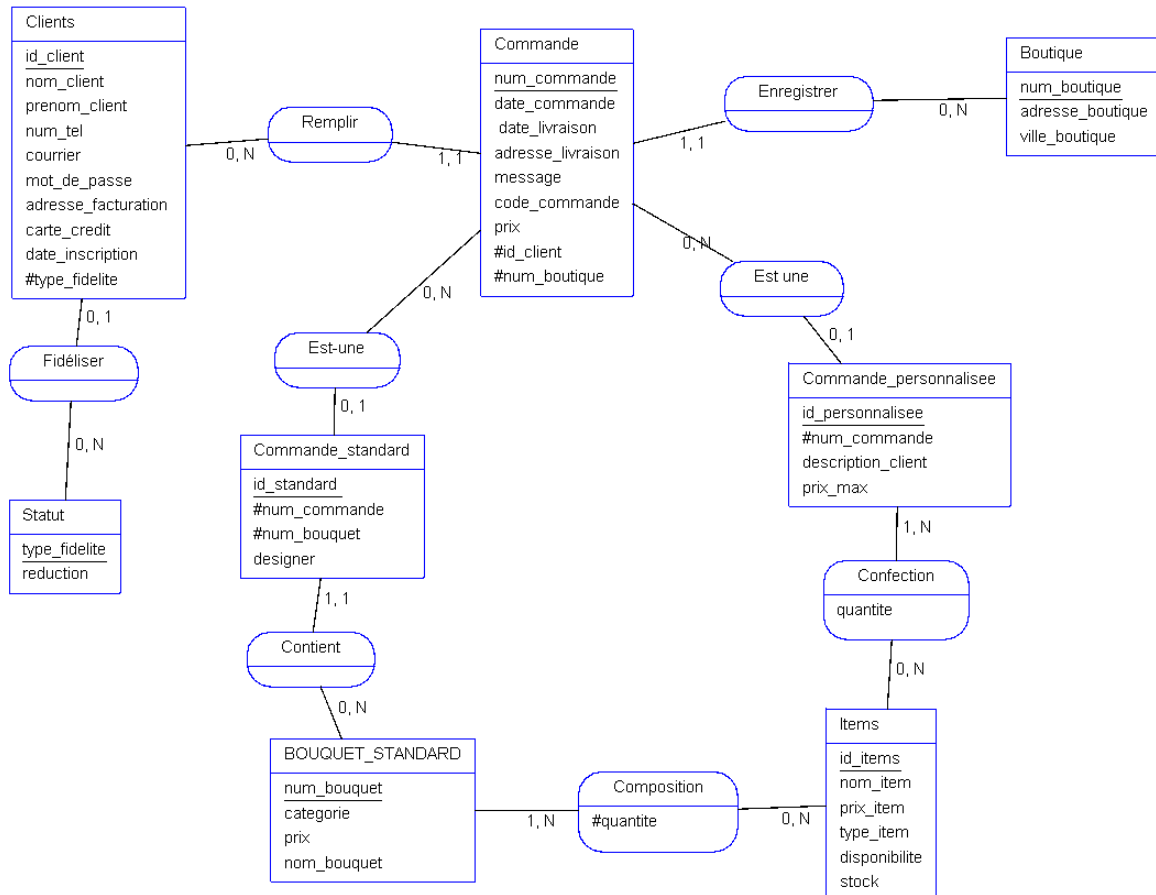 Clients
id_client
nom_client
prenom_client
num_tel
courrier
mot_de_passe
adresse_facturation
carte_credit
date_inscription
#type_fidelite
0, N
Remplir
1, 1
Commande
num_commande
date_commande
date_livraison
adresse_livraison
message
code_commande
prix
#id_client
#num_boutique
1, 1
Enregistrer
0, N
Boutique
num_boutique
adresse_boutique
ville_boutique
0, 1
Fidéliser
0, N
Statut
type_fidelite
reduction
0, N
Est-une
0, 1
Commande_standard
id_standard
#num_commande
#num_bouquet
designer
0, N
Est une
0, 1
Commande_personnalisee
id_personnalisee
#num_commande
description_client
prix_max
1, N
Confection
quantite
0, N
1, 1
Contient
0, N
BOUQUET_STANDARD
num_bouquet
categorie
prix
nom_bouquet
1, N
Composition
#quantite
0, N
Items
id_items
nom_item
prix_item
type_item
disponibilite
stock